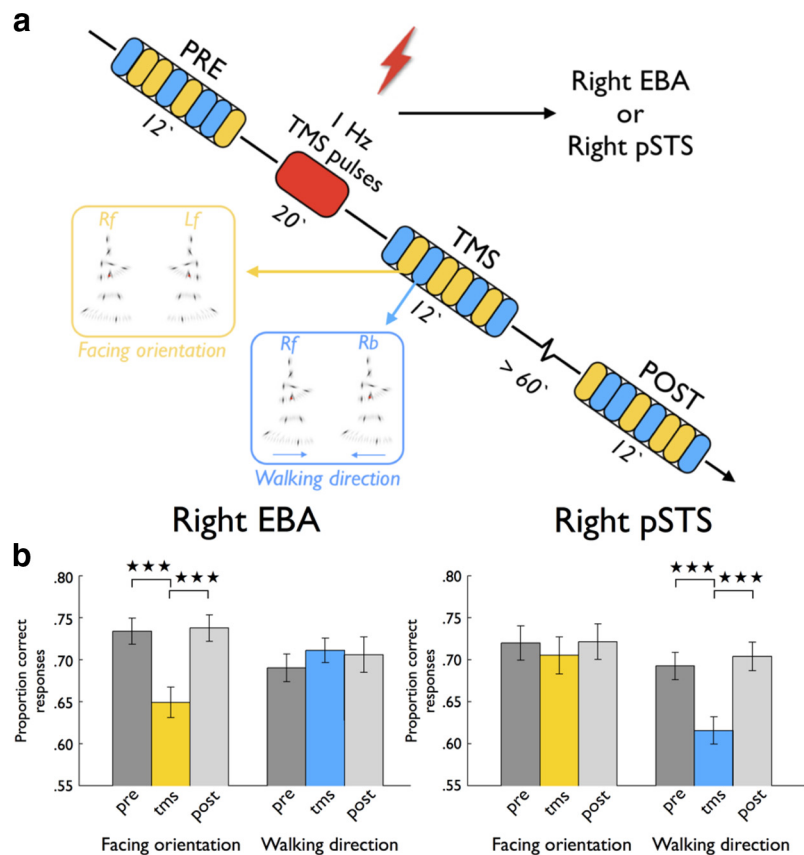 a
PRE
12`
1 Hz
TMS pulses
20`
Right EBA
or
Right pSTS
TMS
12`
> 60`
POST
12`
Rf Lf
Facing orientation
Rf Rb
Walking direction
b
Right EBA
★★★ ★★★
Proportion correct
responses
.80
.75
.70
.65
.60
.55
pre tms post pre tms post
Facing orientation Walking direction
Right pSTS
★★★ ★★★
Proportion correct
responses
.80
.75
.70
.65
.60
.55
pre tms post pre tms post
Facing orientation Walking direction